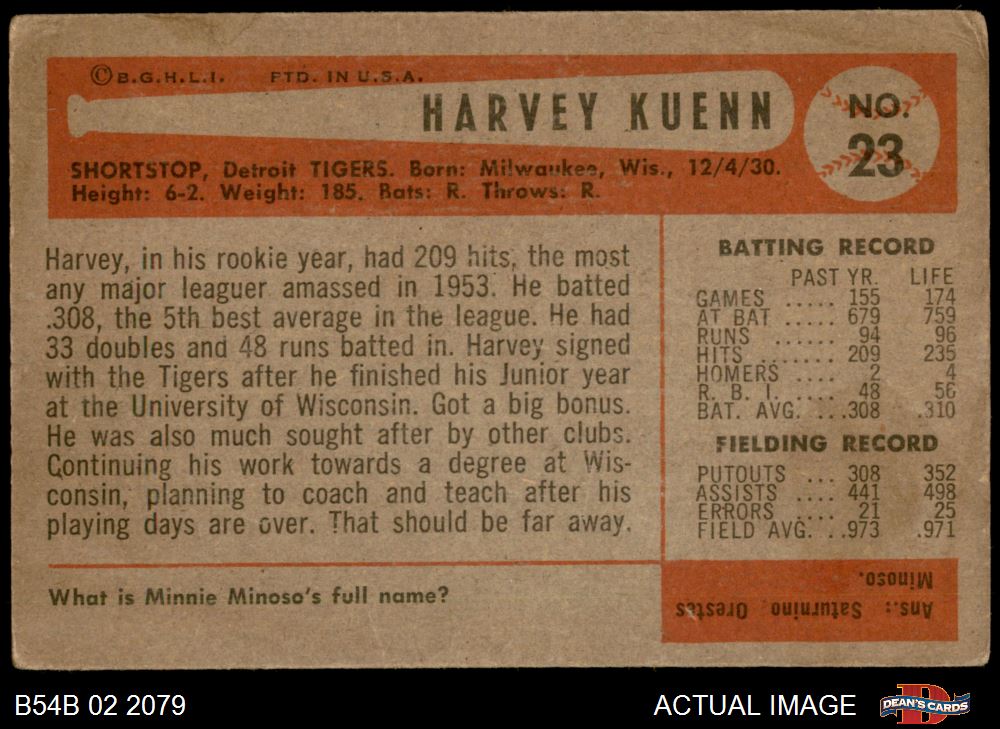 ©B.G.H.L.I. PTD. IN U.S.A.
HARVEY KUENN
NO.
23
SHORTSTOP, Detroit TIGERS. Born: Milwaukee, Wis., 12/4/30.
Height: 6-2. Weight: 185. Bats: R. Throws: R.
Harvey, in his rookie year, had 209 hits, the most
any major leaguer amassed in 1953. He batted
.308, the 5th best average in the league. He had
33 doubles and 48 runs batted in. Harvey signed
with the Tigers after he finished his Junior year
at the University of Wisconsin. Got a big bonus.
He was also much sought after by other clubs.
Continuing his work towards a degree at Wis-
consin, planning to coach and teach after his
playing days are over. That should be far away.
BATTING RECORD
PAST YR. LIFE
GAMES ..... 155 174
AT BAT ..... 679 759
RUNS ...... 94 96
HITS ....... 209 235
HOMERS .... 2 4
R. B. I. ..... 48 56
BAT. AVG. ...308 .310
FIELDING RECORD
PUTOUTS ... 308 352
ASSISTS .... 441 498
ERRORS .... 21 25
FIELD AVG. ..973 .971
What is Minnie Minoso's full name?
Ans.: Saturnino, Orestes
Minoso.
B54B 02 2079
ACTUAL IMAGE
D
DEAN'S CARDS